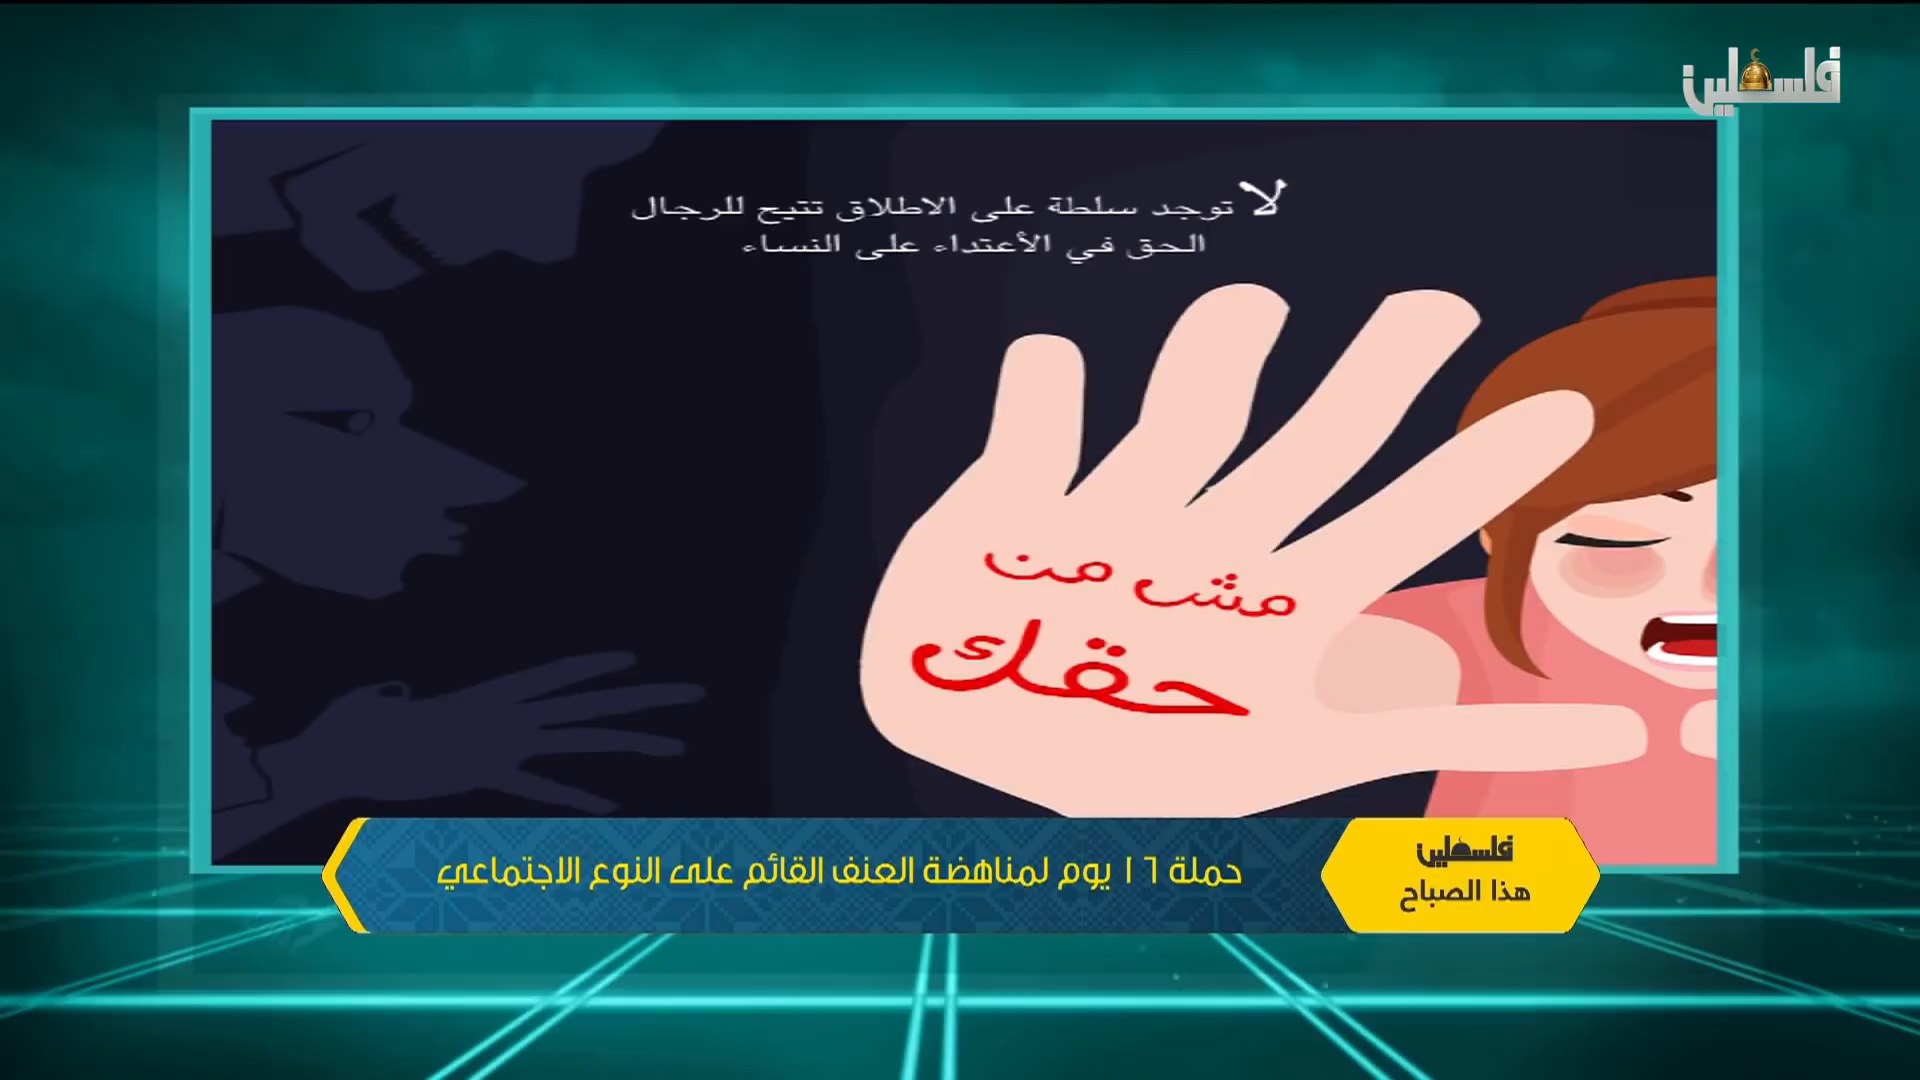 فلسطين
لا توجد سلطة على الاطلاق تتيح للرجال
الحق في الأعتداء على النساء
مش من
حقك
فلسطين
هذا الصباح
حملة ١٦ يوم لمناهضة العنف القائم على النوع الاجتماعي